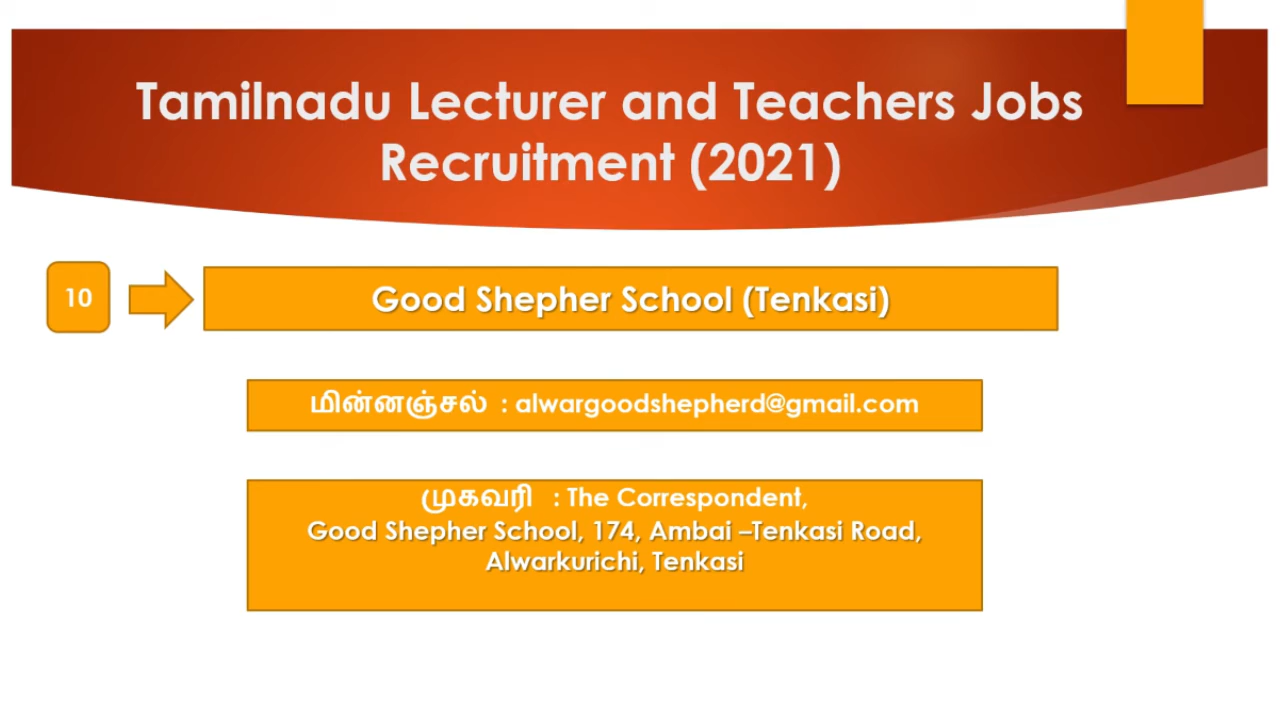 Tamilnadu Lecturer and Teachers Jobs
Recruitment (2021)
10
Good Shepher School (Tenkasi)
மின்னஞ்சல் : alwargoodshepherd@gmail.com
முகவரி : The Correspondent,
Good Shepher School, 174, Ambai –Tenkasi Road,
Alwarkurichi, Tenkasi